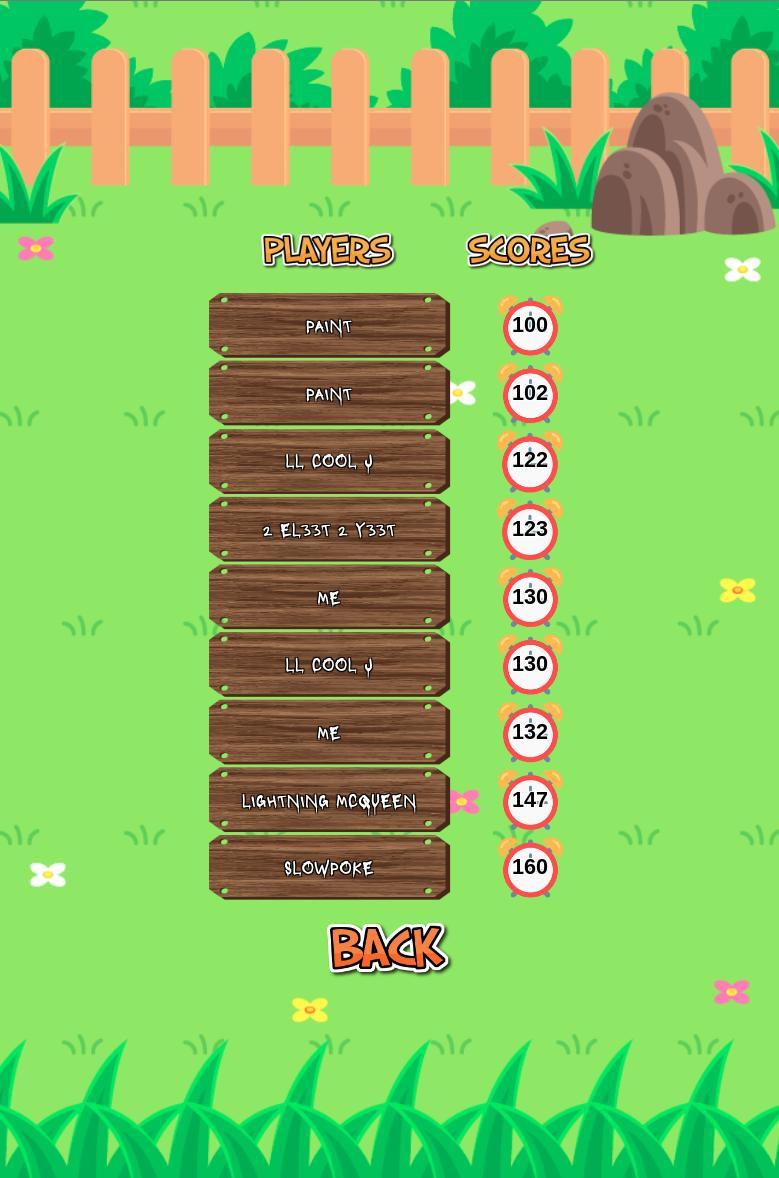 PLAYERS SCORES
PAINT 100
PAINT 102
LL COOL J 122
2 EL33T 2 Y33T 123
ME 130
LL COOL J 130
ME 132
LIGHTNING MCQUEEN 147
SLOWPOKE 160
BACK